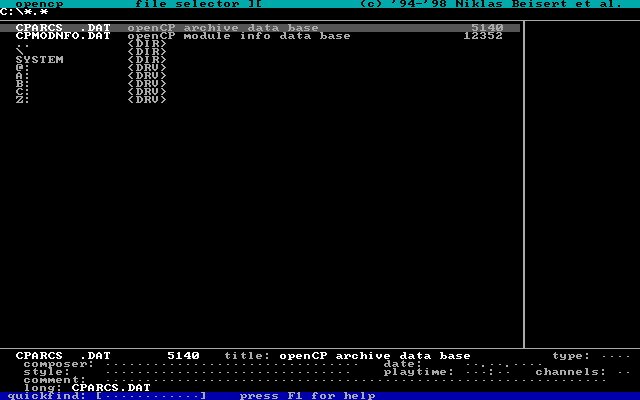 opencp file selector ][ (c) '94-'98 Niklas Beisert et al.
C:\*.*
CPARCS .DAT openCP archive data base 5140
CPMODNFO.DAT openCP module info data base 12352
.. <DIR>
\ <DIR>
SYSTEM <DIR>
@: <DRV>
A: <DRV>
B: <DRV>
C: <DRV>
Z: <DRV>
CPARCS .DAT 5140 title: openCP archive data base type: ....
composer: ................................ date: ..........
style: ............................... playtime: ...:.. channels: ..
comment: ...............................................................
long: CPARCS.DAT
quickfind: [............] press F1 for help